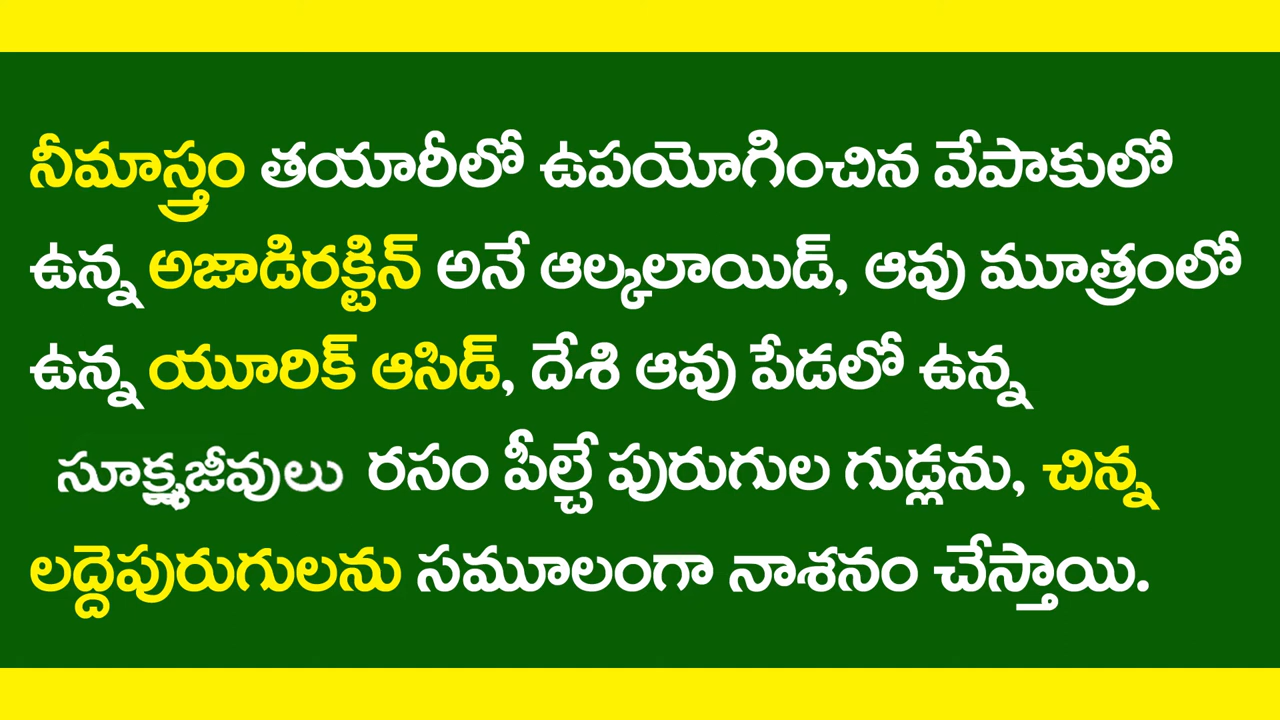 నీమాస్త్రం తయారీలో ఉపయోగించిన వేపాకులో
ఉన్న అజాడిరక్టిన్ అనే ఆల్కలాయిడ్, ఆవు మూత్రంలో
ఉన్న యూరిక్ ఆసిడ్, దేశి ఆవు పేడలో ఉన్న
సూక్ష్మజీవులు రసం పీల్చే పురుగుల గుడ్లను, చిన్న
లద్దెపురుగులను సమూలంగా నాశనం చేస్తాయి.